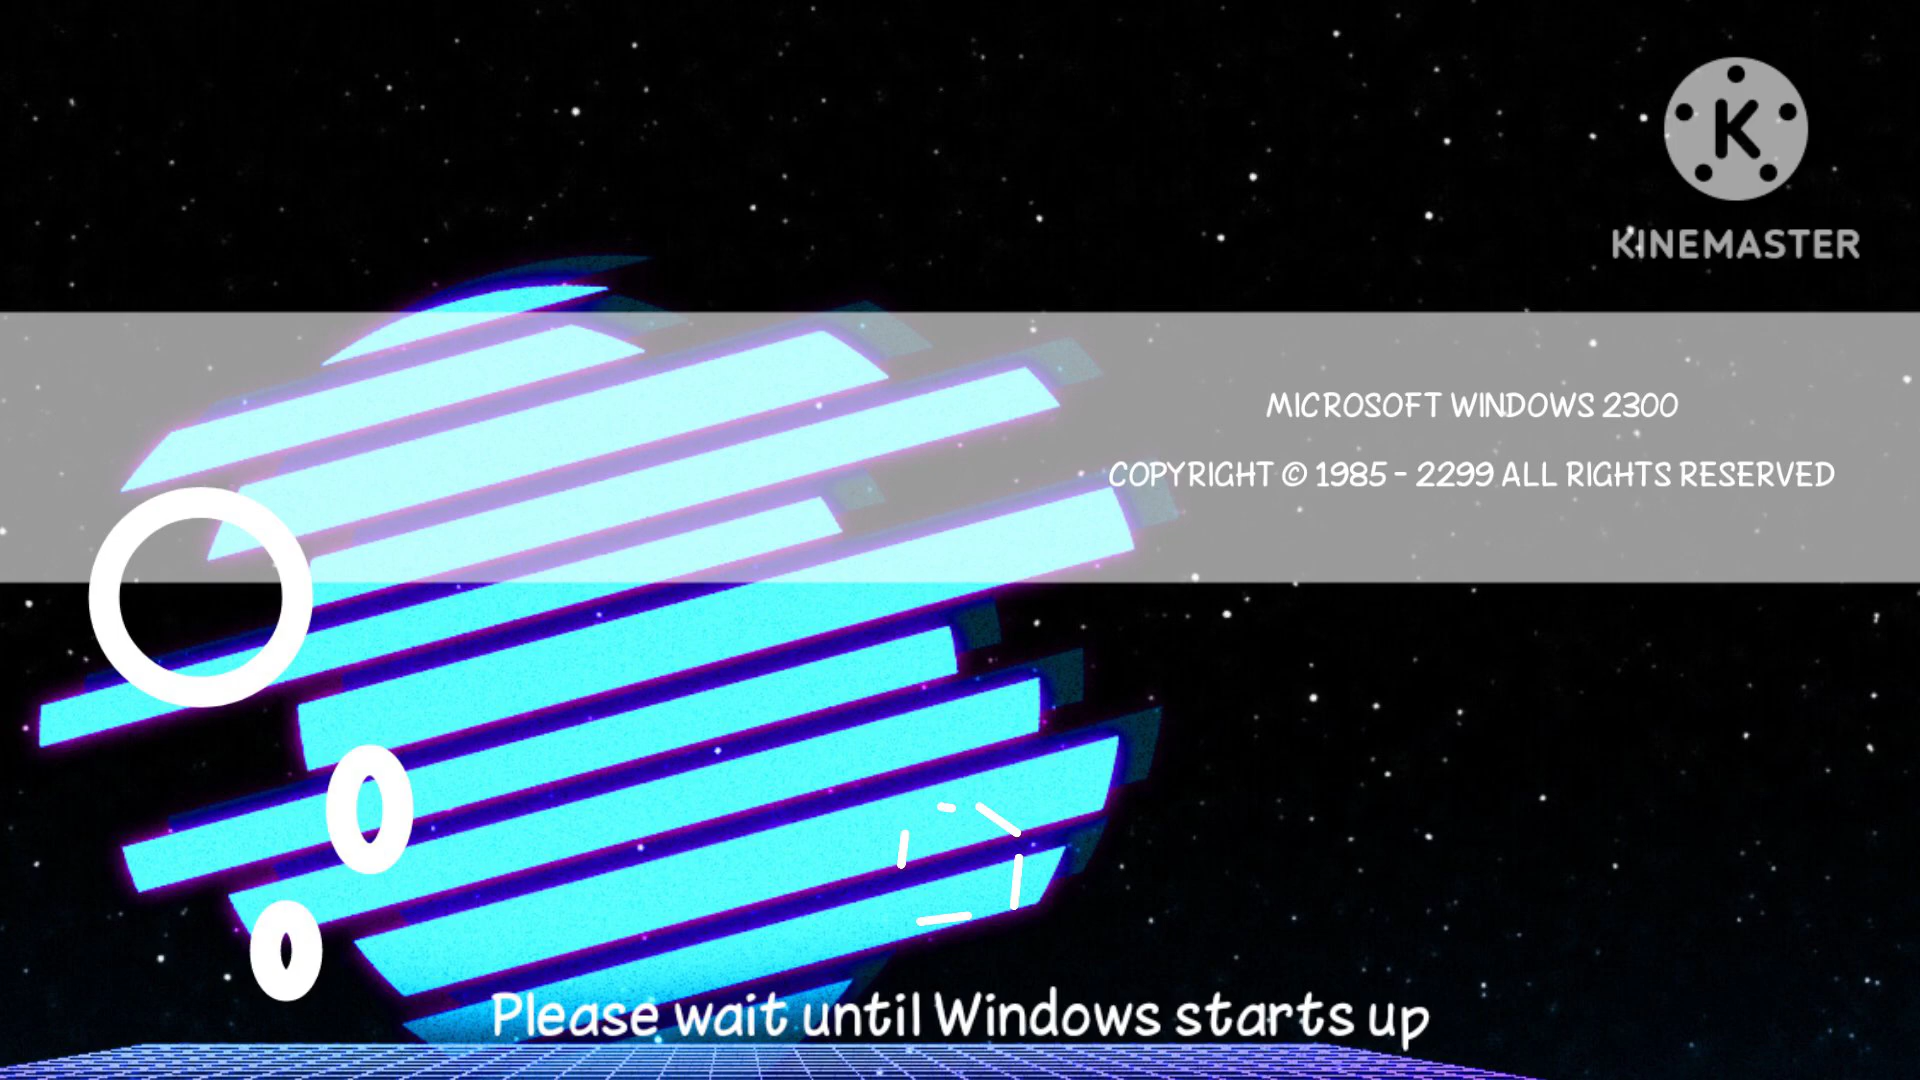 K
KINEMASTER
MICROSOFT WINDOWS 2300
COPYRIGHT © 1985 - 2299 ALL RIGHTS RESERVED
Please wait until Windows starts up